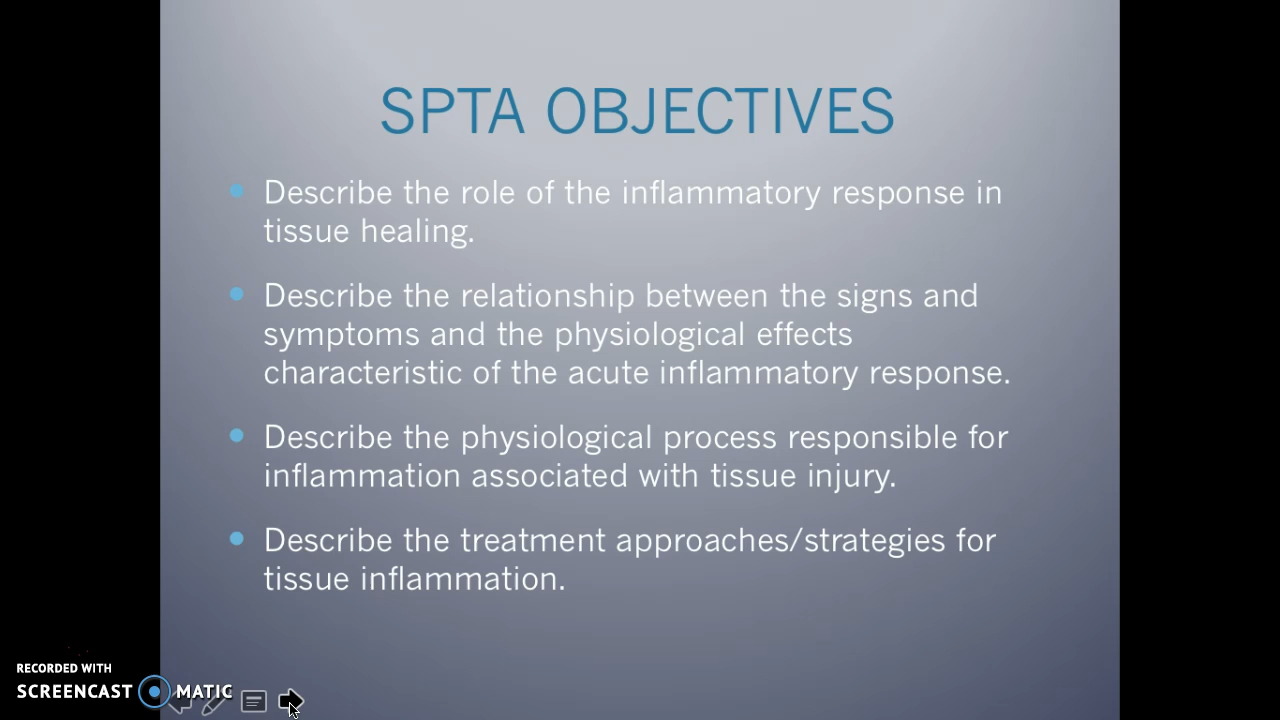 SPTA OBJECTIVES
Describe the role of the inflammatory response in
tissue healing.
Describe the relationship between the signs and
symptoms and the physiological effects
characteristic of the acute inflammatory response.
Describe the physiological process responsible for
inflammation associated with tissue injury.
Describe the treatment approaches/strategies for
tissue inflammation.
RECORDED WITH
SCREENCAST MATIC